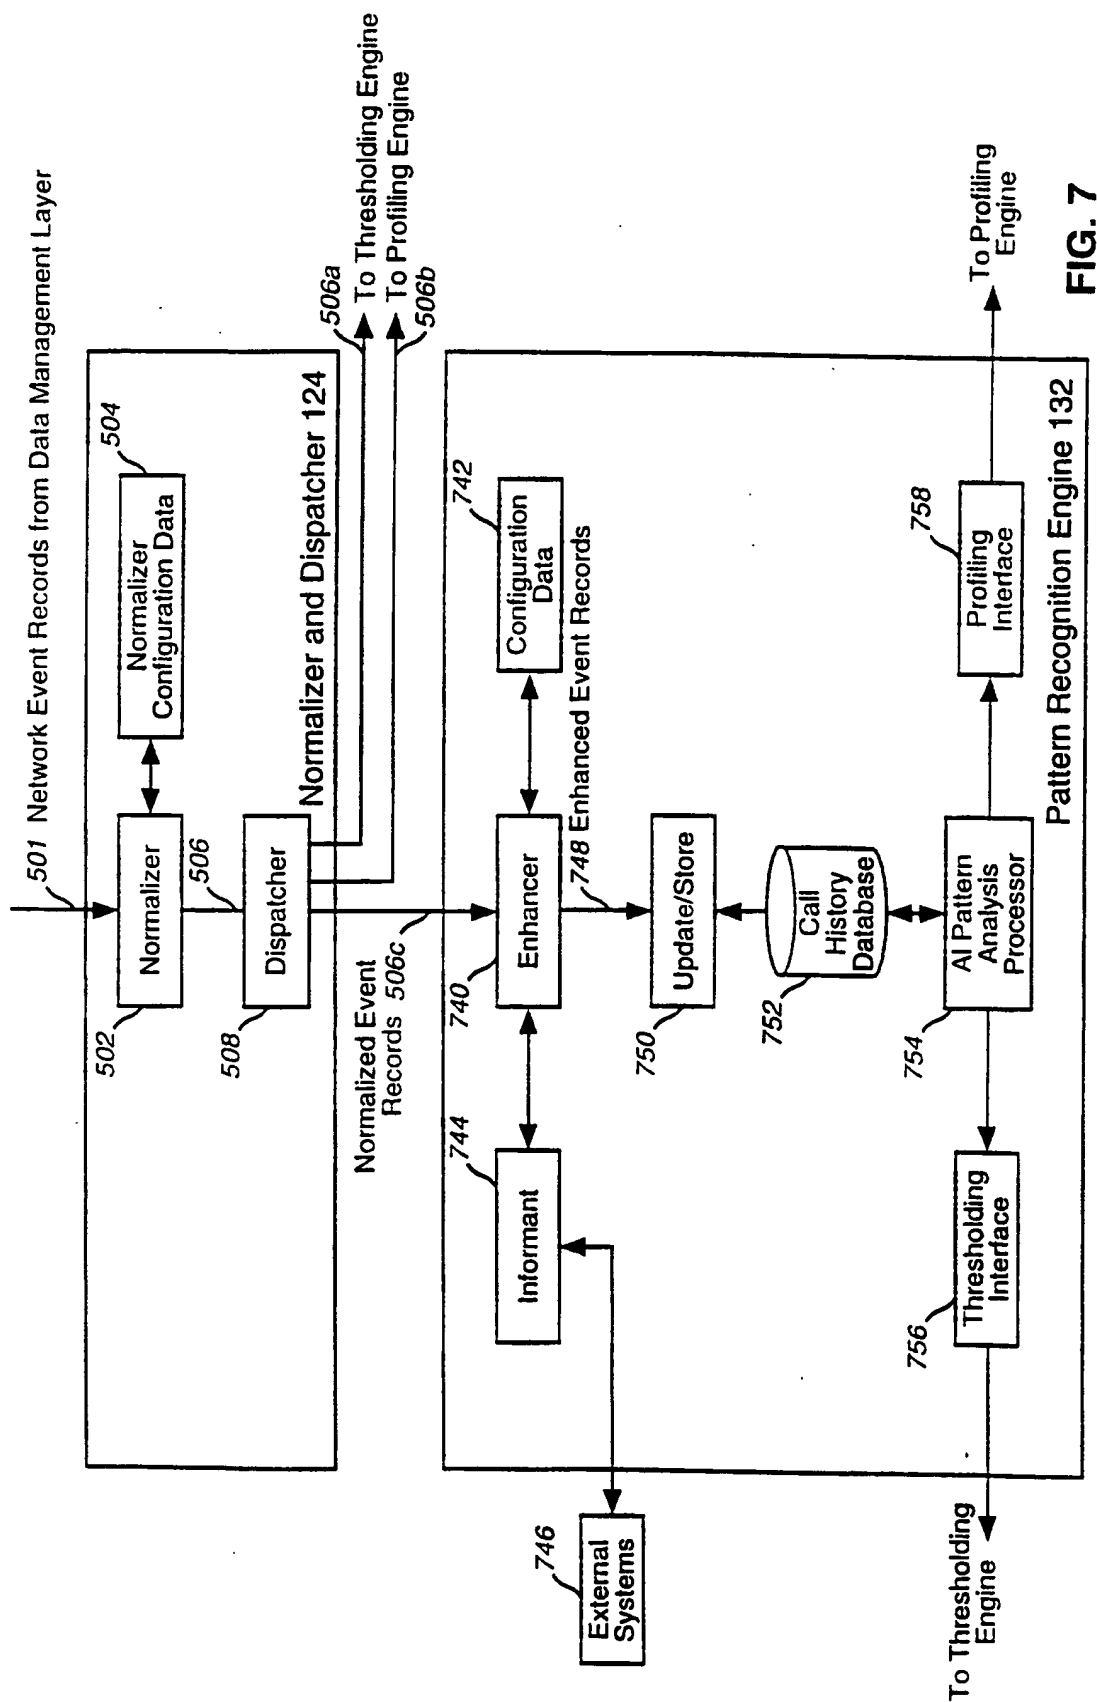 501 Network Event Records from Data Management Layer
504
Normalizer
Configuration Data
Normalizer
502
506
Dispatcher
508
Normalizer and Dispatcher 124
506a
To Thresholding Engine
To Profiling Engine
506b
Normalized Event
Records 506c
744
Informant
740
Enhancer
742
Configuration
Data
748 Enhanced Event Records
746
External
Systems
750
Update/Store
752
Call
History
Database
754
AI Pattern
Analysis
Processor
756
Thresholding
Interface
758
Profiling
Interface
To Thresholding
Engine
To Profiling
Engine
Pattern Recognition Engine 132
FIG. 7